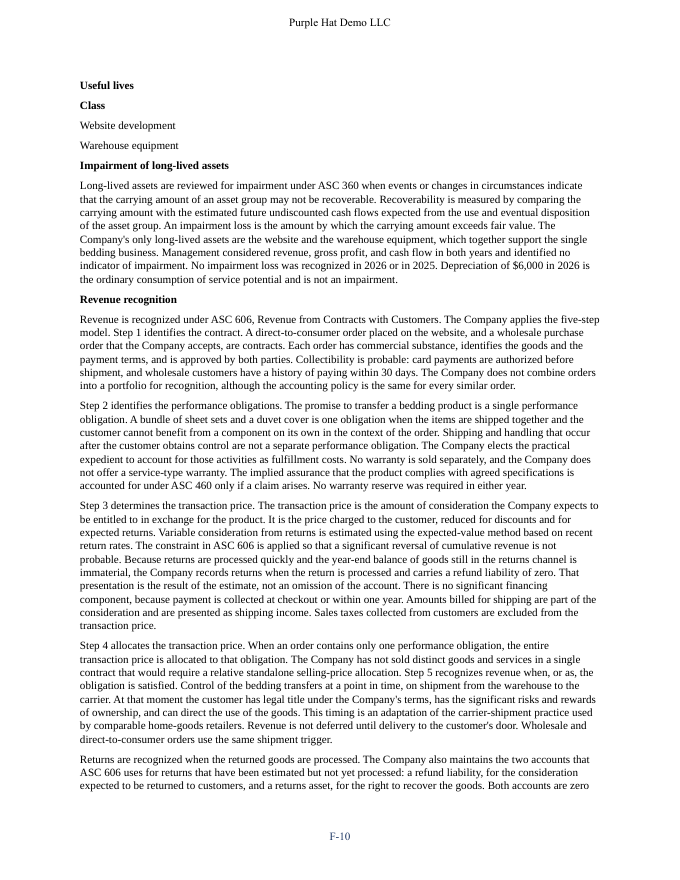 Purple Hat Demo LLC
Useful lives
Class
Website development
Warehouse equipment
Impairment of long-lived assets
Long-lived assets are reviewed for impairment under ASC 360 when events or changes in circumstances indicate
that the carrying amount of an asset group may not be recoverable. Recoverability is measured by comparing the
carrying amount with the estimated future undiscounted cash flows expected from the use and eventual disposition
of the asset group. An impairment loss is the amount by which the carrying amount exceeds fair value. The
Company's only long-lived assets are the website and the warehouse equipment, which together support the single
bedding business. Management considered revenue, gross profit, and cash flow in both years and identified no
indicator of impairment. No impairment loss was recognized in 2026 or in 2025. Depreciation of $6,000 in 2026 is
the ordinary consumption of service potential and is not an impairment.
Revenue recognition
Revenue is recognized under ASC 606, Revenue from Contracts with Customers. The Company applies the five-step
model. Step 1 identifies the contract. A direct-to-consumer order placed on the website, and a wholesale purchase
order that the Company accepts, are contracts. Each order has commercial substance, identifies the goods and the
payment terms, and is approved by both parties. Collectibility is probable: card payments are authorized before
shipment, and wholesale customers have a history of paying within 30 days. The Company does not combine orders
into a portfolio for recognition, although the accounting policy is the same for every similar order.
Step 2 identifies the performance obligations. The promise to transfer a bedding product is a single performance
obligation. A bundle of sheet sets and a duvet cover is one obligation when the items are shipped together and the
customer cannot benefit from a component on its own in the context of the order. Shipping and handling that occur
after the customer obtains control are not a separate performance obligation. The Company elects the practical
expedient to account for those activities as fulfillment costs. No warranty is sold separately, and the Company does
not offer a service-type warranty. The implied assurance that the product complies with agreed specifications is
accounted for under ASC 460 only if a claim arises. No warranty reserve was required in either year.
Step 3 determines the transaction price. The transaction price is the amount of consideration the Company expects to
be entitled to in exchange for the product. It is the price charged to the customer, reduced for discounts and for
expected returns. Variable consideration from returns is estimated using the expected-value method based on recent
return rates. The constraint in ASC 606 is applied so that a significant reversal of cumulative revenue is not
probable. Because returns are processed quickly and the year-end balance of goods still in the returns channel is
immaterial, the Company records returns when the return is processed and carries a refund liability of zero. That
presentation is the result of the estimate, not an omission of the account. There is no significant financing
component, because payment is collected at checkout or within one year. Amounts billed for shipping are part of the
consideration and are presented as shipping income. Sales taxes collected from customers are excluded from the
transaction price.
Step 4 allocates the transaction price. When an order contains only one performance obligation, the entire
transaction price is allocated to that obligation. The Company has not sold distinct goods and services in a single
contract that would require a relative standalone selling-price allocation. Step 5 recognizes revenue when, or as, the
obligation is satisfied. Control of the bedding transfers at a point in time, on shipment from the warehouse to the
carrier. At that moment the customer has legal title under the Company's terms, has the significant risks and rewards
of ownership, and can direct the use of the goods. This timing is an adaptation of the carrier-shipment practice used
by comparable home-goods retailers. Revenue is not deferred until delivery to the customer's door. Wholesale and
direct-to-consumer orders use the same shipment trigger.
Returns are recognized when the returned goods are processed. The Company also maintains the two accounts that
ASC 606 uses for returns that have been estimated but not yet processed: a refund liability, for the consideration
expected to be returned to customers, and a returns asset, for the right to recover the goods. Both accounts are zero
F-10